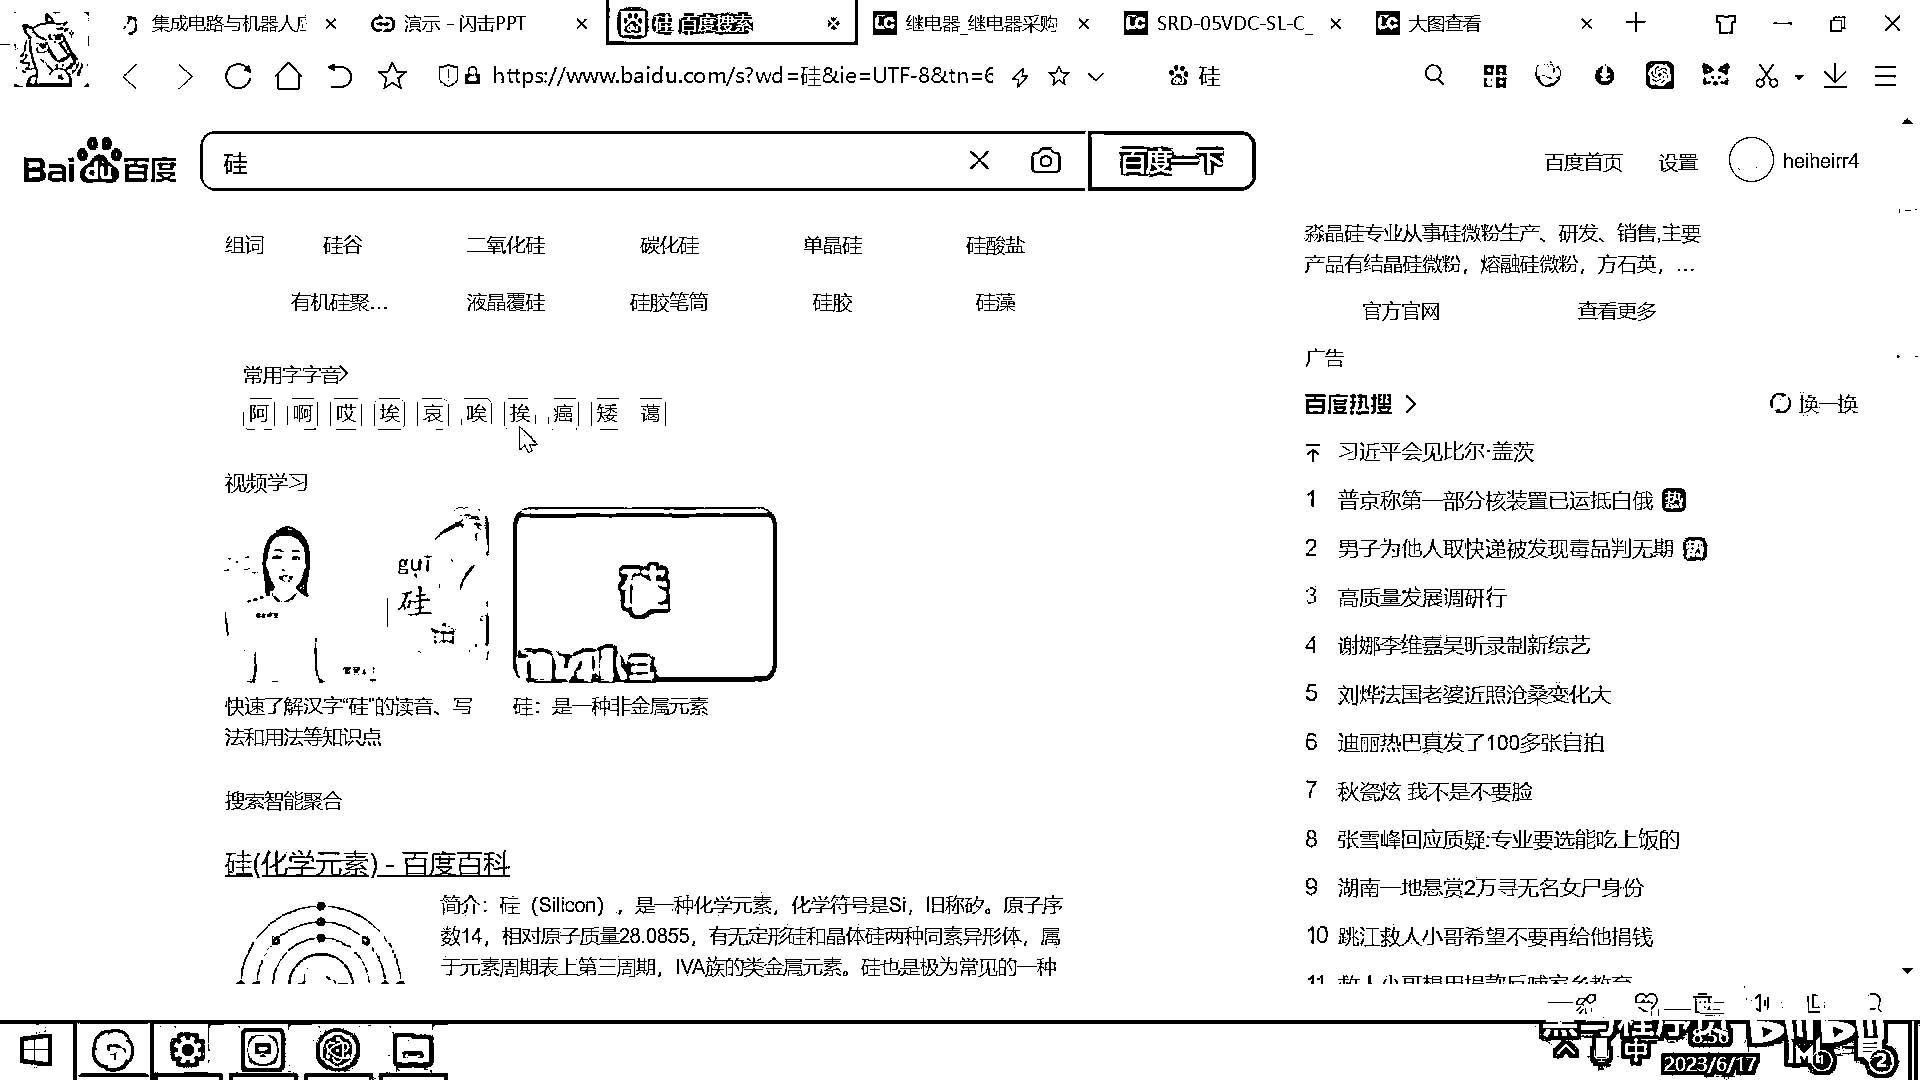 集成电路与机器人应
演示 - 闪击PPT
硅_百度搜索
继电器_继电器采购
SRD-05VDC-SL-C_
大图查看
https://www.baidu.com/s?wd=硅&ie=UTF-8&tn=6
硅
Bai du 百度
硅
百度一下
百度首页
设置
heiheirr4
组词 硅谷 二氧化硅 碳化硅 单晶硅 硅酸盐
有机硅聚... 液晶覆硅 硅胶笔筒 硅胶 硅藻
常用字字音>
阿 啊 哎 埃 哀 唉 挨 癌 矮 蔼
视频学习
guī
硅
硅
快速了解汉字“硅”的读音、写
法和用法等知识点
硅：是一种非金属元素
搜索智能聚合
硅(化学元素) - 百度百科
简介：硅（Silicon），是一种化学元素，化学符号是Si，旧称矽。原子序
数14，相对原子质量28.0855，有无定形硅和晶体硅两种同素异形体，属
于元素周期表上第三周期，IVA族的类金属元素。硅也是极为常见的一种
淼晶硅专业从事硅微粉生产、研发、销售,主要
产品有结晶硅微粉，熔融硅微粉，方石英，...
官方官网
查看更多
广告
百度热搜 >
换一换
习近平会见比尔·盖茨
1 普京称第一部分核装置已运抵白俄 热
2 男子为他人取快递被发现毒品判无期 热
3 高质量发展调研行
4 谢娜李维嘉吴昕录制新综艺
5 刘烨法国老婆近照沧桑变化大
6 迪丽热巴真发了100多张自拍
7 秋瓷炫 我不是不要脸
8 张雪峰回应质疑:专业要选能吃上饭的
9 湖南一地悬赏2万寻无名女尸身份
10 跳江救人小哥希望不要再给他捐钱
11 救人小哥想用捐款反哺家乡教育
黑马程序员
中
2023/6/17